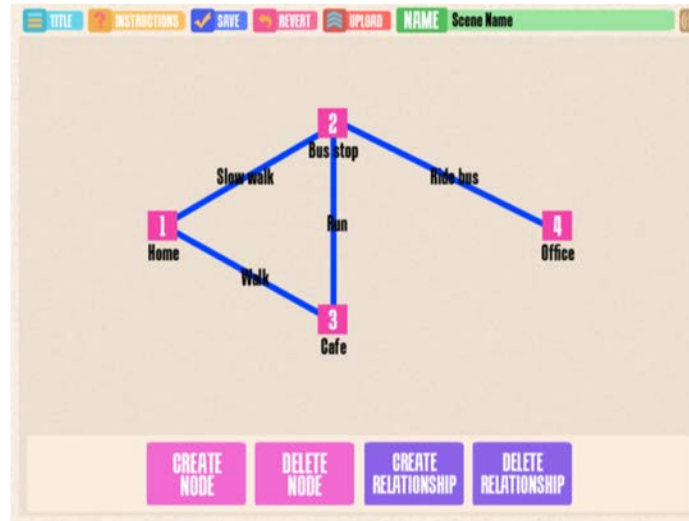 TITLE INSTRUCTIONS SAVE REVERT UPLOAD NAME Scene Name
2
Bus stop
Slow walk Ride bus
1 Run 4
Home Office
Walk
3
Cafe
CREATE NODE
DELETE NODE
CREATE RELATIONSHIP
DELETE RELATIONSHIP